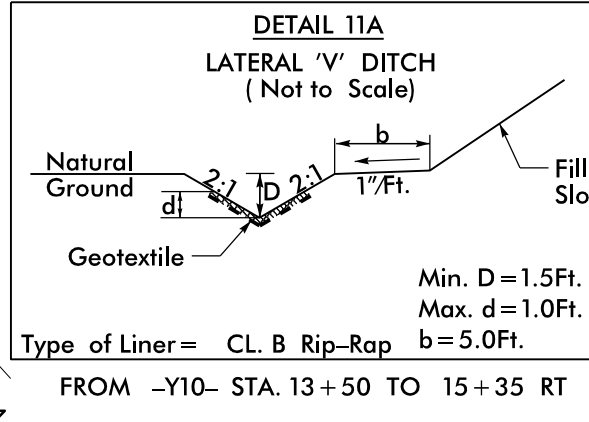 DETAIL 11A
LATERAL 'V' DITCH
( Not to Scale)
b
Natural
Ground
2:1
D
2:1
1"/Ft.
d
Fill
Slo
Geotextile
Min. D=1.5Ft.
Max. d=1.0Ft.
Type of Liner= CL. B Rip-Rap
b=5.0Ft.
FROM -Y10- STA. 13+50 TO 15+35 RT